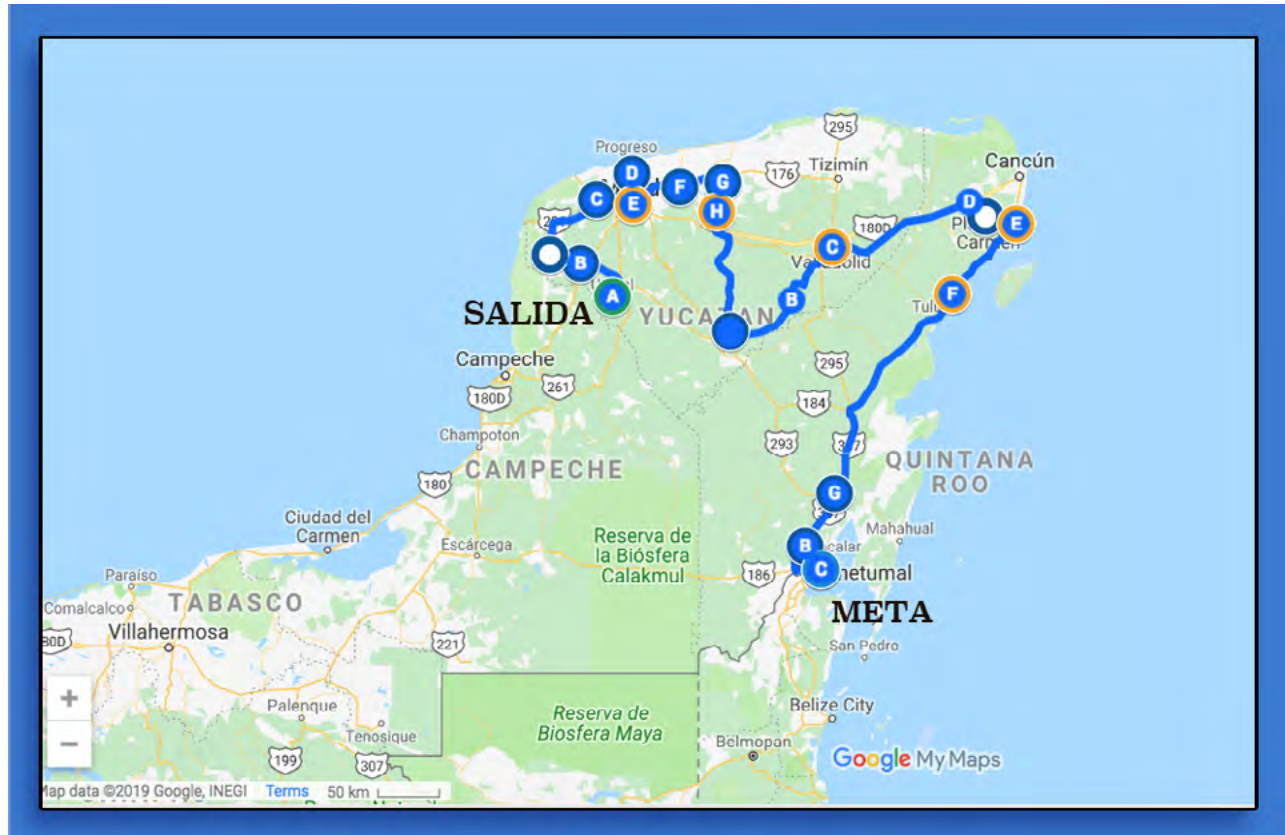 295
Progreso
Tizimín
Cancún
176
D
C
E
F
G
H
D
E
180D
C
B
A
B
F
SALIDA
YUCATAN
Campeche
295
261
180D
184
Champoton
293
CAMPECHE
QUINTANA
ROO
180
G
Ciudad del
Carmen
Escárcega
Reserva de
la Biósfera
Calakmul
Mahahual
B
C
186
Paraíso
Comalcalco
TABASCO
META
Villahermosa
221
San Pedro
+
−
Palenque
Tenosique
Reserva de
Biosfera Maya
Belize City
Belmopan
199
307
Google My Maps
Map data ©2019 Google, INEGI Terms 50 km